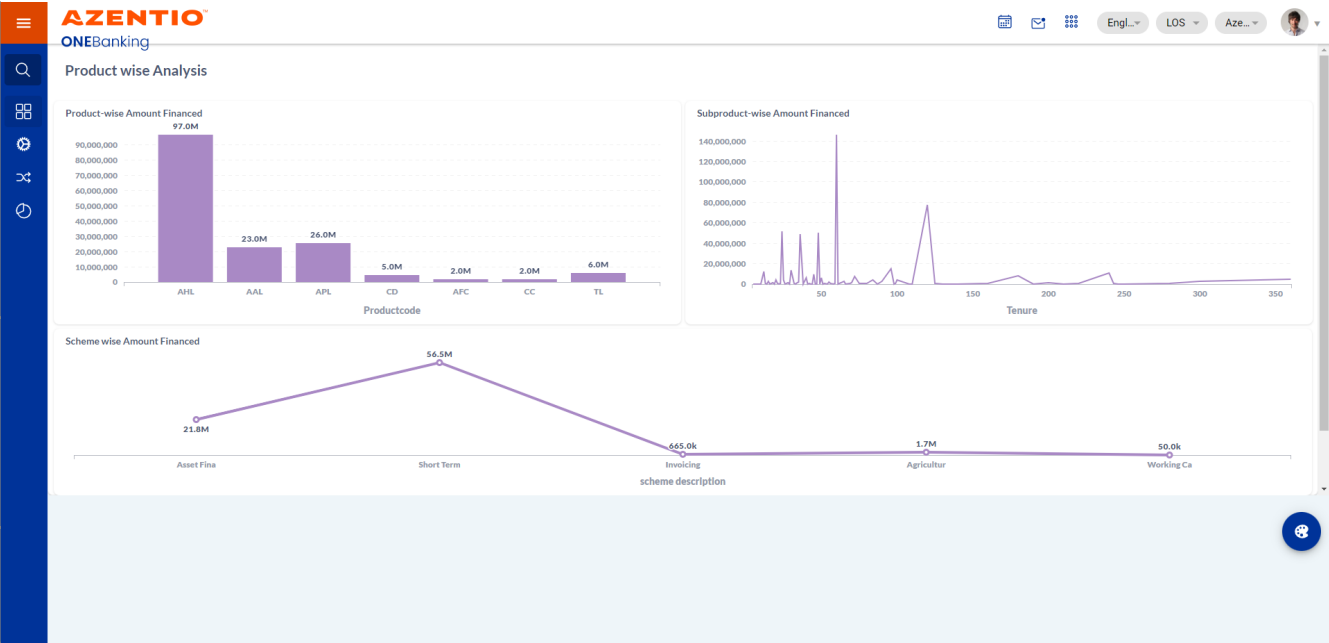 AZENTIO™
ONEBanking
Engl...
LOS
Aze...
Product wise Analysis
Product-wise Amount Financed
97.0M
90,000,000
80,000,000
70,000,000
60,000,000
50,000,000
40,000,000
30,000,000
20,000,000
10,000,000
0
23.0M
26.0M
5.0M
2.0M
2.0M
6.0M
AHL AAL APL CD AFC CC TL
Productcode
Subproduct-wise Amount Financed
140,000,000
120,000,000
100,000,000
80,000,000
60,000,000
40,000,000
20,000,000
0
50 100 150 200 250 300 350
Tenure
Scheme wise Amount Financed
56.5M
21.8M
665.0k
1.7M
50.0k
Asset Fina Short Term Invoicing Agricultur Working Ca
scheme description